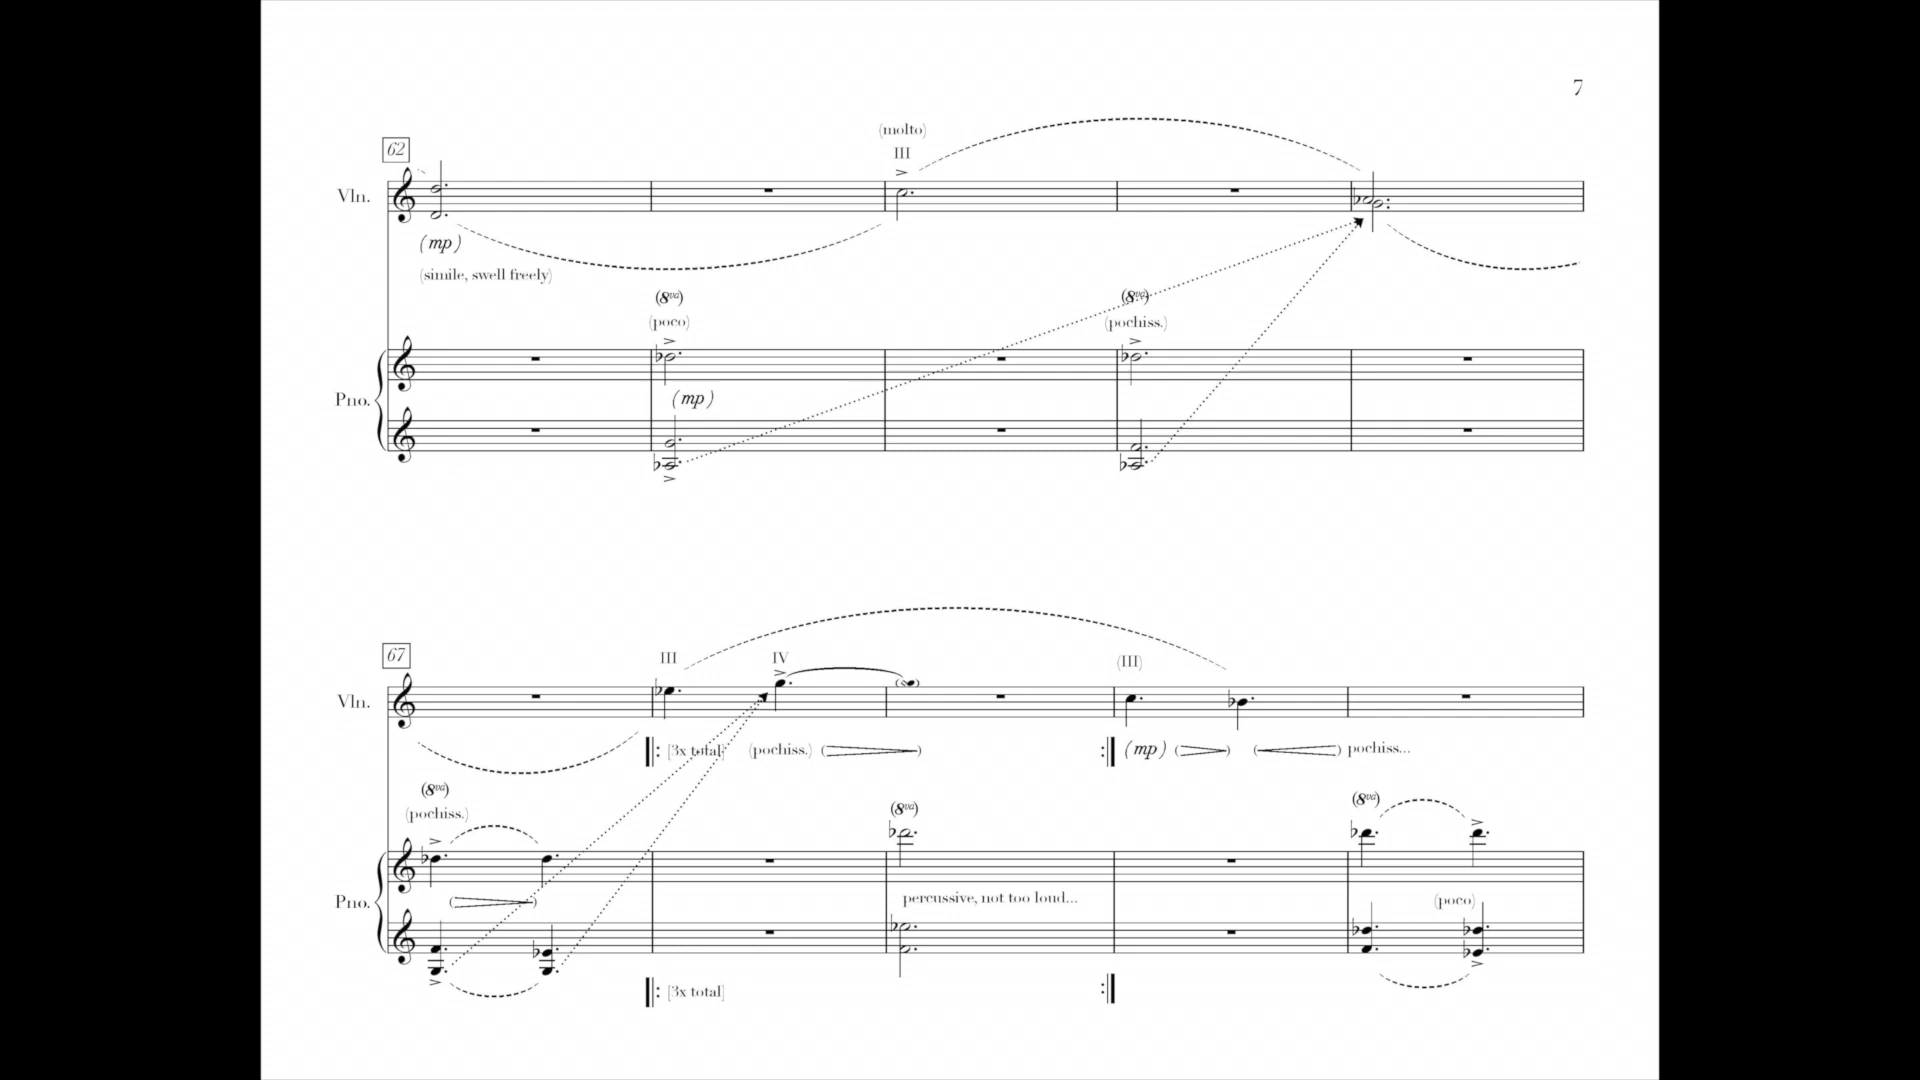 7
(molto)
62
III
Vln.
(mp)
(simile, swell freely)
(8va)
(8va)
(poco)
(pochiss.)
Pno.
(mp)
67
III
IV
(III)
Vln.
[3x total]
(pochiss.)
(mp)
pochiss...
(8va)
(pochiss.)
(8va)
(8va)
Pno.
percussive, not too loud...
(poco)
[3x total]